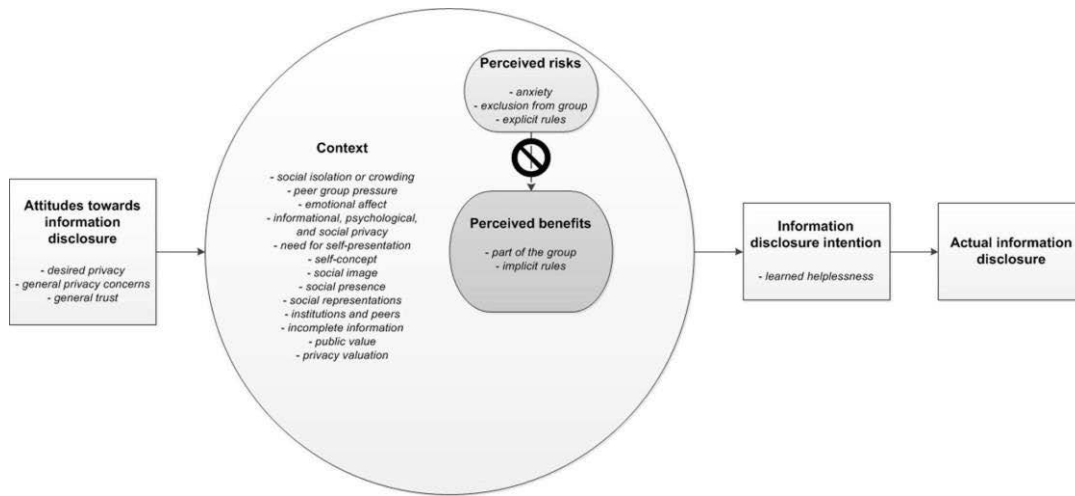 Attitudes towards
information
disclosure
- desired privacy
- general privacy concerns
- general trust
Context
- social isolation or crowding
- peer group pressure
- emotional affect
- informational, psychological,
and social privacy
- need for self-presentation
- self-concept
- social image
- social presence
- social representations
- institutions and peers
- incomplete information
- public value
- privacy valuation
Perceived risks
- anxiety
- exclusion from group
- explicit rules
Perceived benefits
- part of the group
- implicit rules
Information
disclosure intention
- learned helplessness
Actual information
disclosure